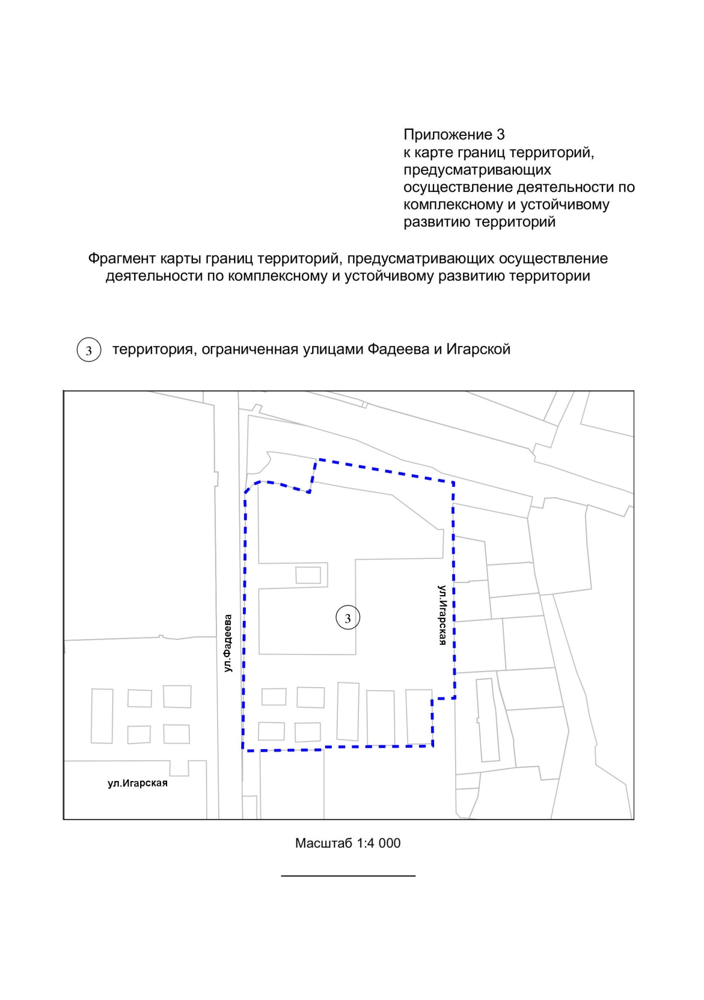 Приложение 3
к карте границ территорий,
предусматривающих
осуществление деятельности по
комплексному и устойчивому
развитию территорий
Фрагмент карты границ территорий, предусматривающих осуществление
деятельности по комплексному и устойчивому развитию территории
3 территория, ограниченная улицами Фадеева и Игарской
ул.Игарская
3
ул.Фадеева
ул.Игарская
Масштаб 1:4 000